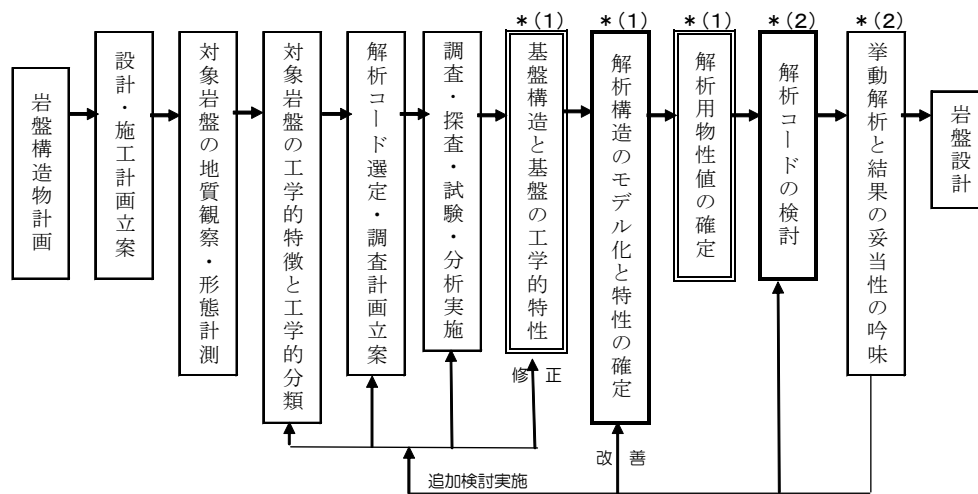 *(1)
*(1)
*(1)
*(2)
*(2)
岩盤構造物計画
設計・施工計画立案
対象岩盤の地質観察・形態計測
対象岩盤の工学的特徴と工学的分類
解析コード選定・調査計画立案
調査・探査・試験・分析実施
基盤構造と基盤の工学的特性
解析構造のモデル化と特性の確定
解析用物性値の確定
解析コードの検討
挙動解析と結果の妥当性の吟味
岩盤設計
修正
改善
追加検討実施